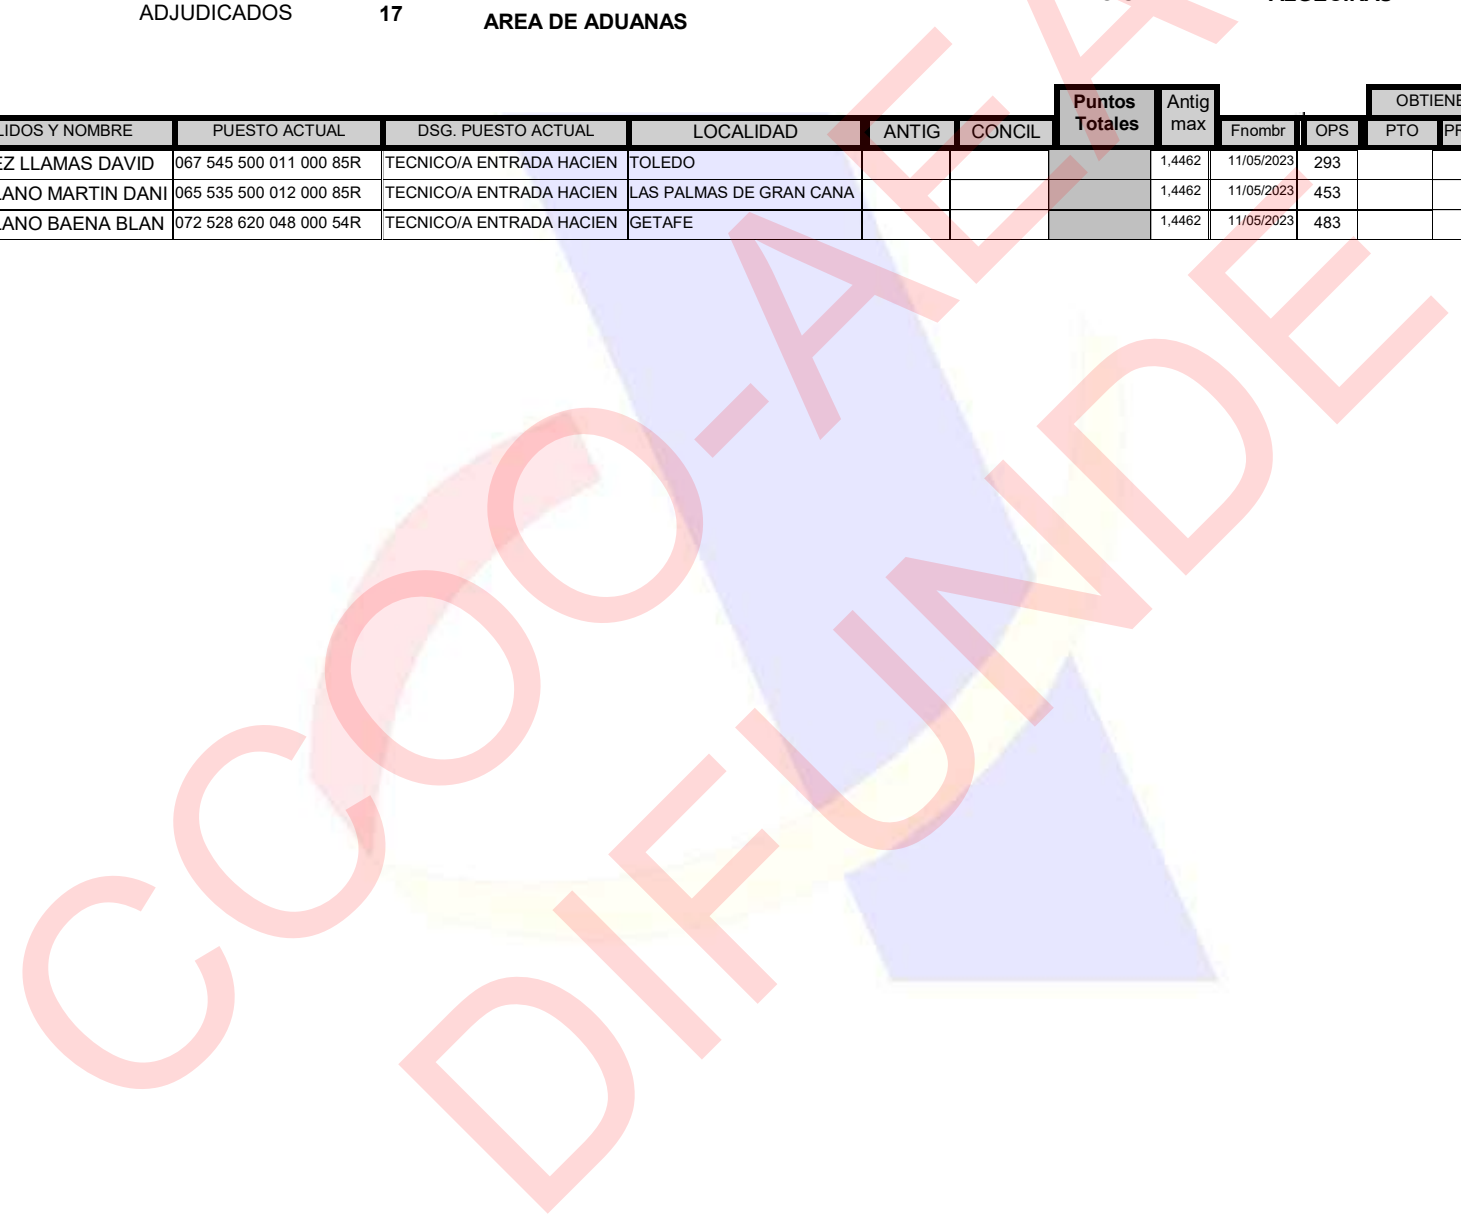 ADJUDICADOS 17 AREA DE ADUANAS
LIDOS Y NOMBRE PUESTO ACTUAL DSG. PUESTO ACTUAL LOCALIDAD ANTIG CONCIL Puntos Totales Antig max Fnombr OPS OBTIENE PTO
EZ LLAMAS DAVID 067 545 500 011 000 85R TECNICO/A ENTRADA HACIEN TOLEDO 1,4462 11/05/2023 293
LANO MARTIN DANI 065 535 500 012 000 85R TECNICO/A ENTRADA HACIEN LAS PALMAS DE GRAN CANA 1,4462 11/05/2023 453
LANO BAENA BLAN 072 528 620 048 000 54R TECNICO/A ENTRADA HACIEN GETAFE 1,4462 11/05/2023 483
CCOO-AEA
DIFUNDE